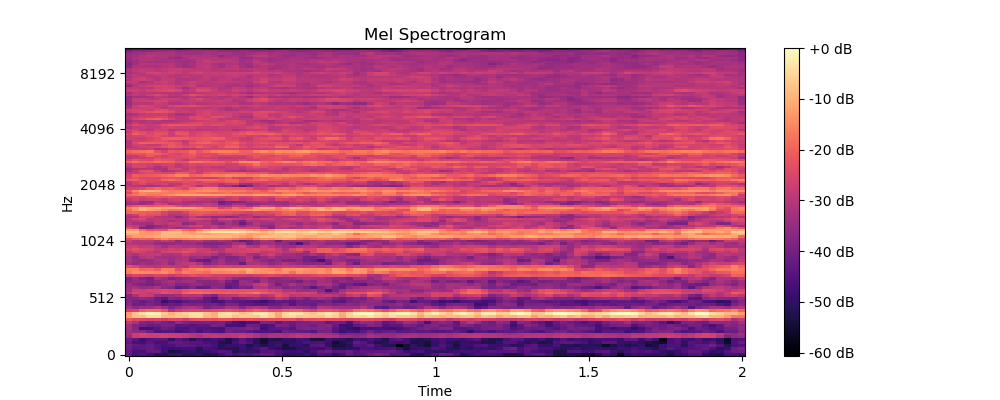 Mel Spectrogram
Hz
8192
4096
2048
1024
512
0
0
0.5
1
1.5
2
Time
+0 dB
-10 dB
-20 dB
-30 dB
-40 dB
-50 dB
-60 dB